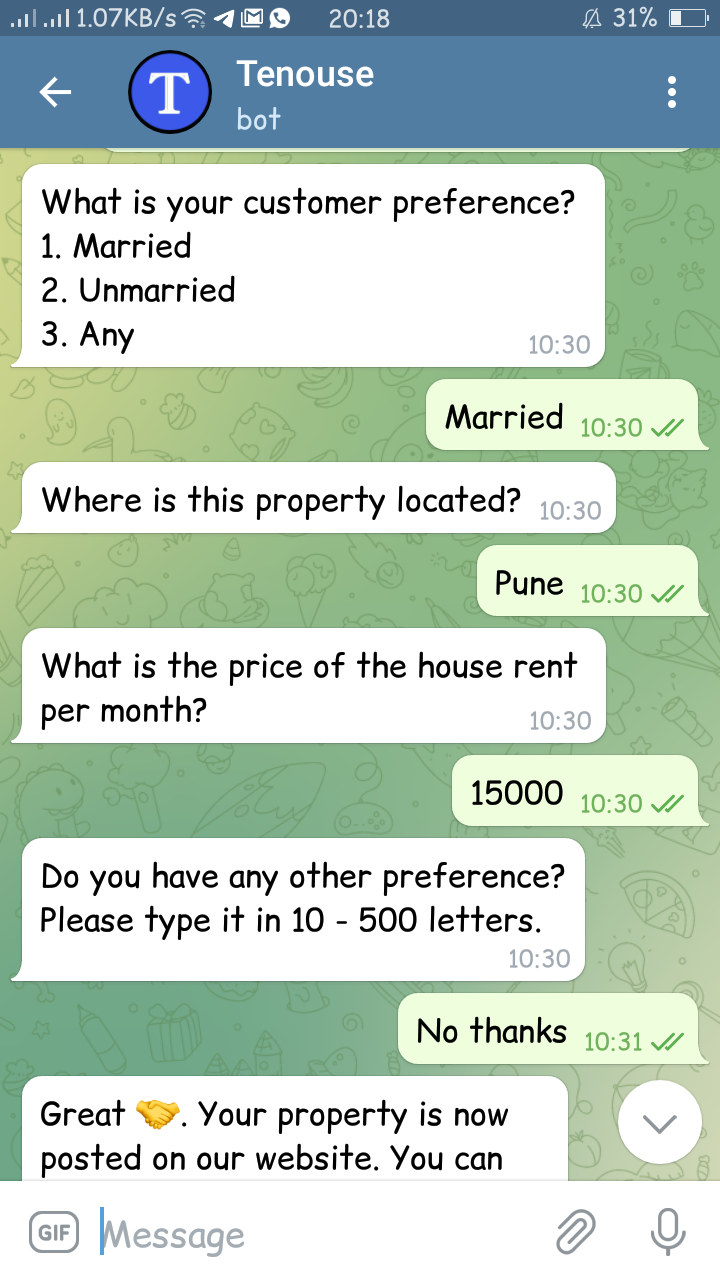 1.07KB/s 20:18 31%
T
Tenouse
bot
What is your customer preference?
1. Married
2. Unmarried
3. Any
10:30
Married 10:30
Where is this property located? 10:30
Pune 10:30
What is the price of the house rent
per month? 10:30
15000 10:30
Do you have any other preference?
Please type it in 10 - 500 letters.
10:30
No thanks 10:31
Great 🤝. Your property is now
posted on our website. You can
GIF Message